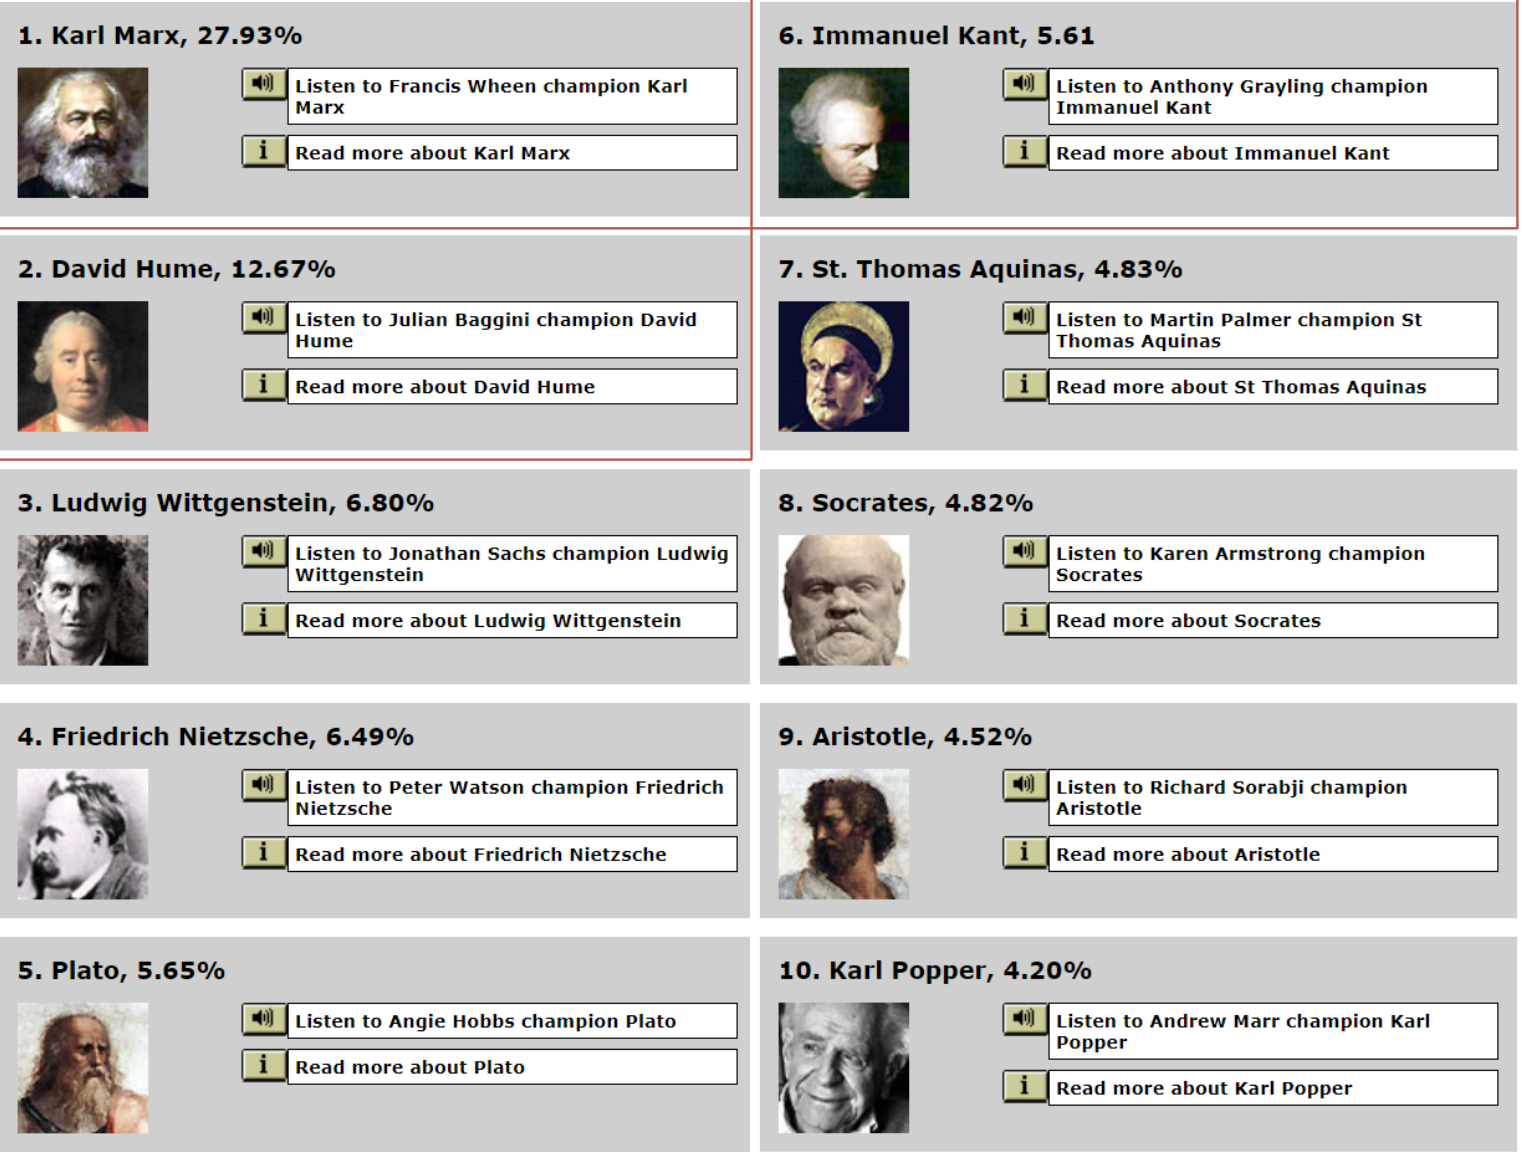 1. Karl Marx, 27.93%
Listen to Francis Wheen champion Karl
Marx
i
Read more about Karl Marx
2. David Hume, 12.67%
Listen to Julian Baggini champion David
Hume
i
Read more about David Hume
3. Ludwig Wittgenstein, 6.80%
Listen to Jonathan Sachs champion Ludwig
Wittgenstein
i
Read more about Ludwig Wittgenstein
4. Friedrich Nietzsche, 6.49%
Listen to Peter Watson champion Friedrich
Nietzsche
i
Read more about Friedrich Nietzsche
5. Plato, 5.65%
Listen to Angie Hobbs champion Plato
i
Read more about Plato
6. Immanuel Kant, 5.61
Listen to Anthony Grayling champion
Immanuel Kant
i
Read more about Immanuel Kant
7. St. Thomas Aquinas, 4.83%
Listen to Martin Palmer champion St
Thomas Aquinas
i
Read more about St Thomas Aquinas
8. Socrates, 4.82%
Listen to Karen Armstrong champion
Socrates
i
Read more about Socrates
9. Aristotle, 4.52%
Listen to Richard Sorabji champion
Aristotle
i
Read more about Aristotle
10. Karl Popper, 4.20%
Listen to Andrew Marr champion Karl
Popper
i
Read more about Karl Popper